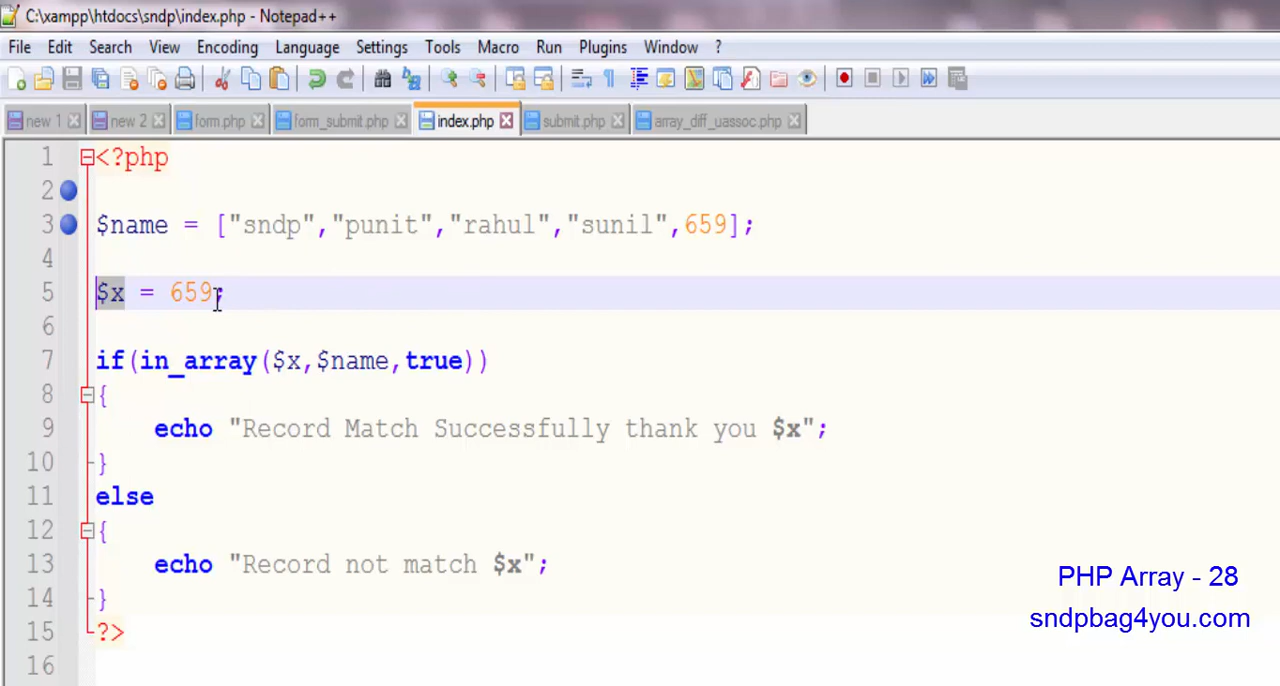 C:\xampp\htdocs\sndp\index.php - Notepad++
File Edit Search View Encoding Language Settings Tools Macro Run Plugins Window ?
new 1 new 2 form.php form_submit.php index.php submit.php array_diff_uassoc.php
1 <?php
2
3 $name = ["sndp","punit","rahul","sunil",659];
4
5 $x = 659;
6
7 if(in_array($x,$name,true))
8 {
9 echo "Record Match Successfully thank you $x";
10 }
11 else
12 {
13 echo "Record not match $x";
14 }
15 ?>
16
PHP Array - 28
sndpbag4you.com